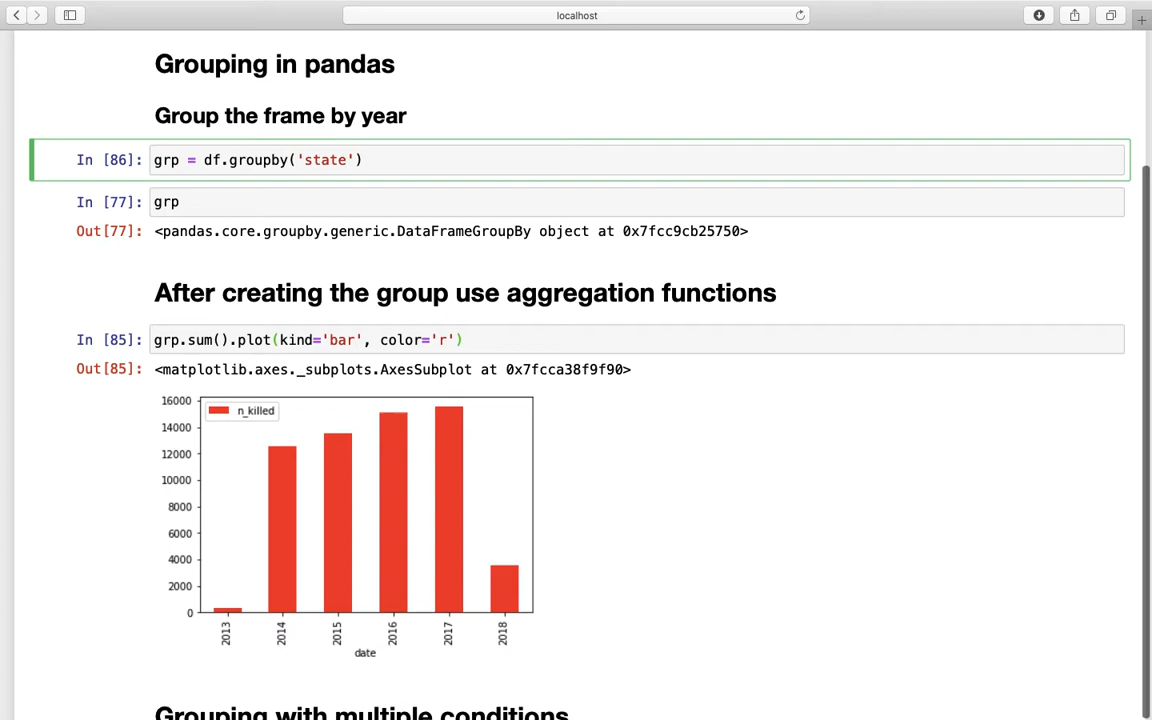 localhost
Grouping in pandas
Group the frame by year
In [86]: grp = df.groupby('state')
In [77]: grp
Out[77]: <pandas.core.groupby.generic.DataFrameGroupBy object at 0x7fcc9cb25750>
After creating the group use aggregation functions
In [85]: grp.sum().plot(kind='bar', color='r')
Out[85]: <matplotlib.axes._subplots.AxesSubplot at 0x7fcca38f9f90>
n_killed
16000
14000
12000
10000
8000
6000
4000
2000
0
2013 2014 2015 2016 2017 2018
date
Grouping with multiple conditions